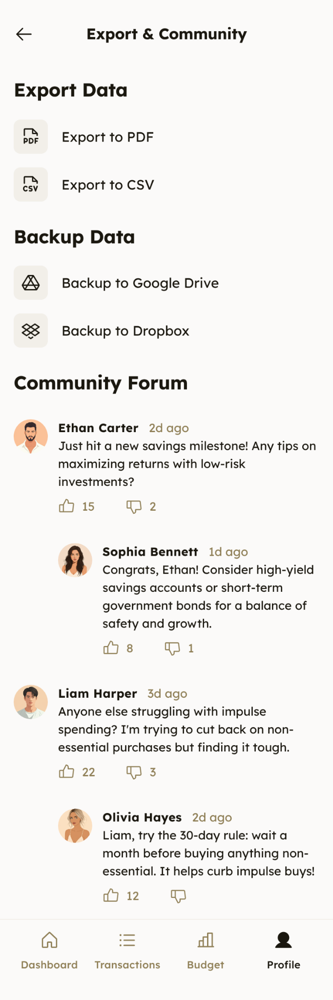 Export & Community
Export Data
PDF
Export to PDF
CSV
Export to CSV
Backup Data
Backup to Google Drive
Backup to Dropbox
Community Forum
Ethan Carter 2d ago
Just hit a new savings milestone! Any tips on
maximizing returns with low-risk
investments?
15 2
Sophia Bennett 1d ago
Congrats, Ethan! Consider high-yield
savings accounts or short-term
government bonds for a balance of
safety and growth.
8 1
Liam Harper 3d ago
Anyone else struggling with impulse
spending? I'm trying to cut back on non-
essential purchases but finding it tough.
22 3
Olivia Hayes 2d ago
Liam, try the 30-day rule: wait a
month before buying anything non-
essential. It helps curb impulse buys!
12
Dashboard Transactions Budget Profile